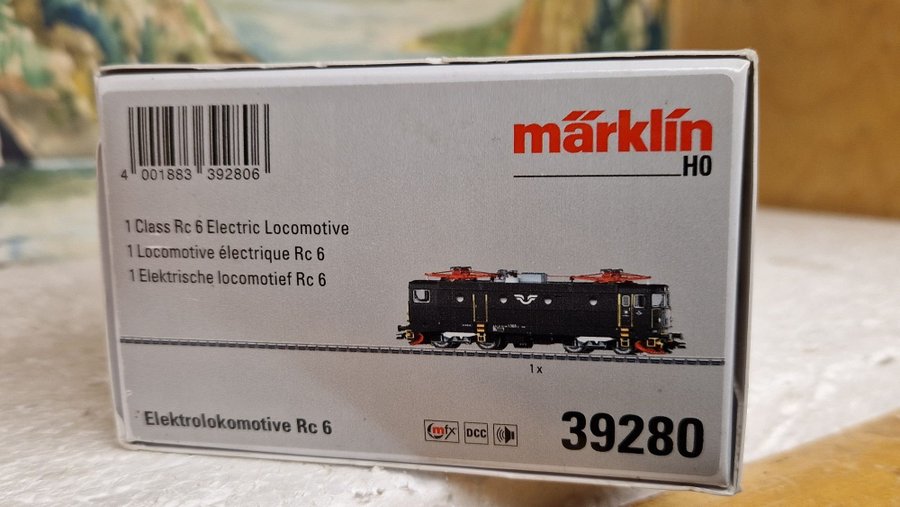 märklín
H0
4 001883 392806
1 Class Rc 6 Electric Locomotive
1 Locomotive électrique Rc 6
1 Elektrische locomotief Rc 6
1 x
Elektrolokomotive Rc 6
mfx
DCC
39280